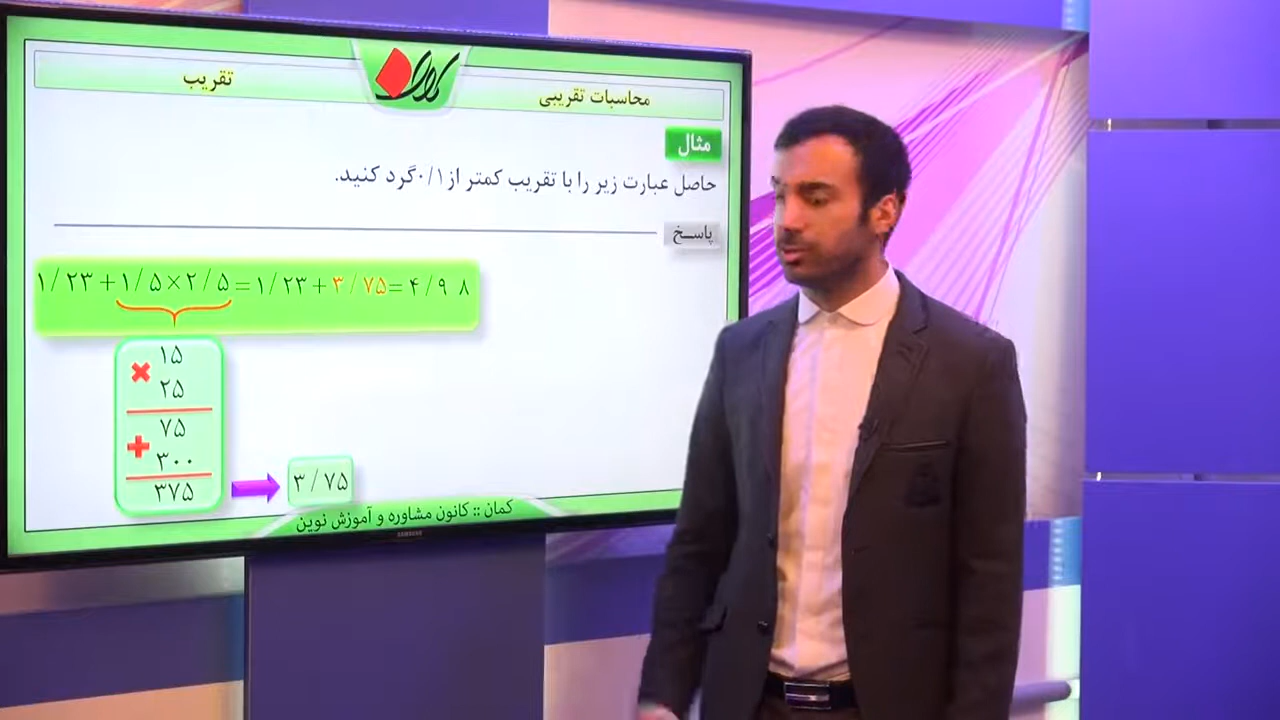 محاسبات تقریبی
تقریب
مثال
حاصل عبارت زیر را با تقریب کمتر از ۰/۱ گرد کنید.
پاسخ
۱/۲۳ + ۱/۵ × ۲/۵ = ۱/۲۳ + ۳/۷۵ = ۴/۹۸
۱۵
×
۲۵
۷۵
+
۳۰۰
۳۷۵
۳/۷۵
کمان :: کانون مشاوره و آموزش نوین
SAMSUNG